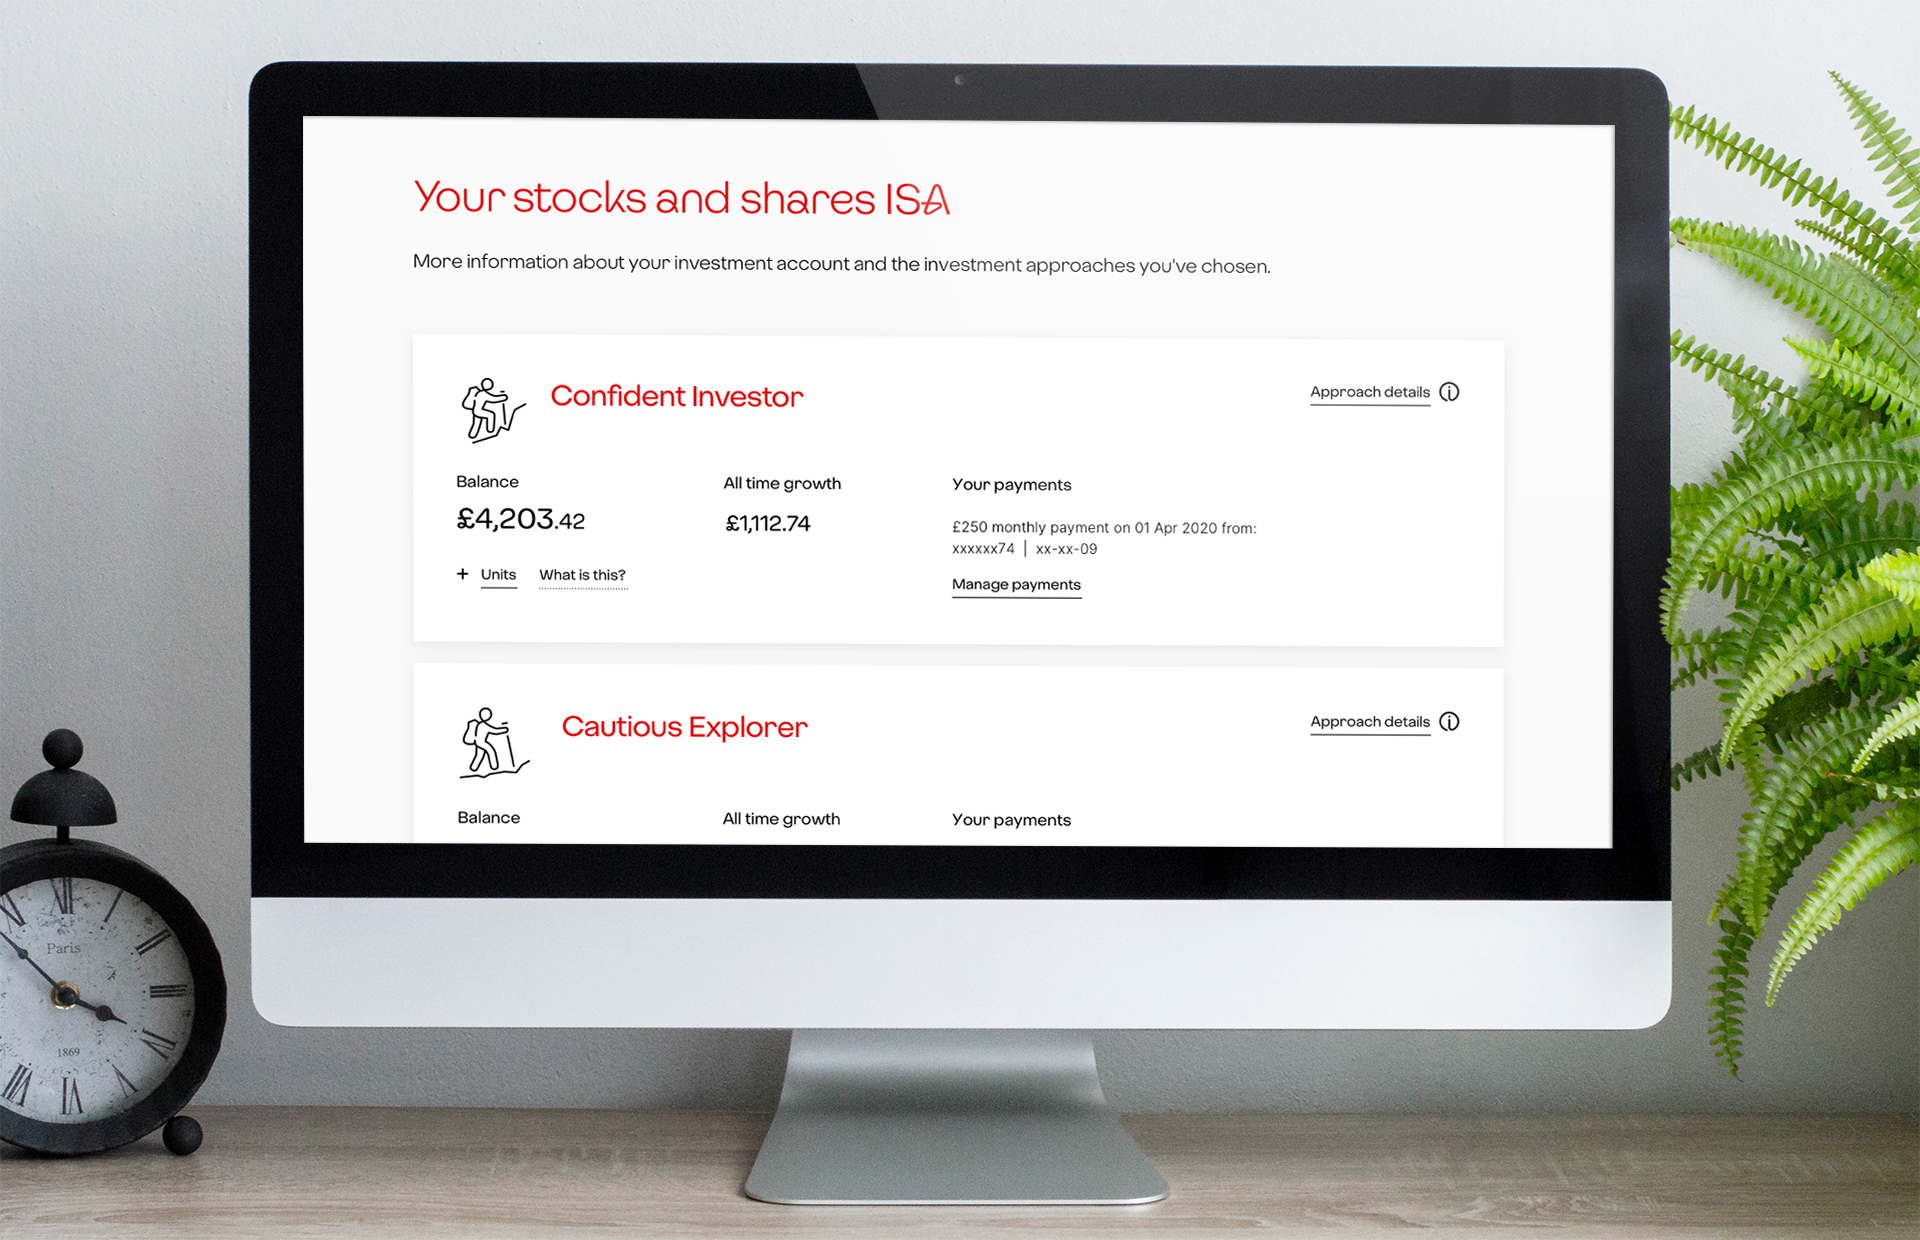 Your stocks and shares ISA
More information about your investment account and the investment approaches you've chosen.
Confident Investor
Approach details
Balance
All time growth
Your payments
£4,203.42
£1,112.74
£250 monthly payment on 01 Apr 2020 from:
xxxxxx74 | xx-xx-09
+ Units
What is this?
Manage payments
Cautious Explorer
Approach details
Balance
All time growth
Your payments
Paris
1869